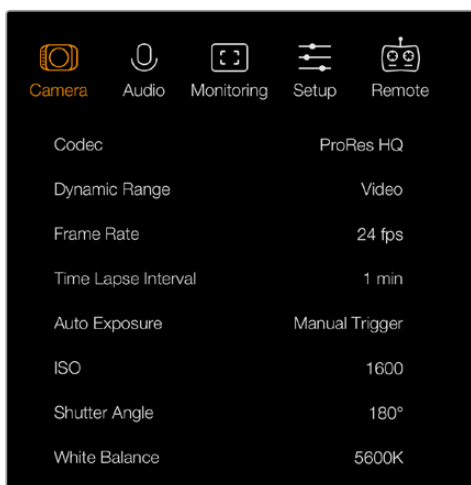 Camera Audio Monitoring Setup Remote
Codec ProRes HQ
Dynamic Range Video
Frame Rate 24 fps
Time Lapse Interval 1 min
Auto Exposure Manual Trigger
ISO 1600
Shutter Angle 180°
White Balance 5600K